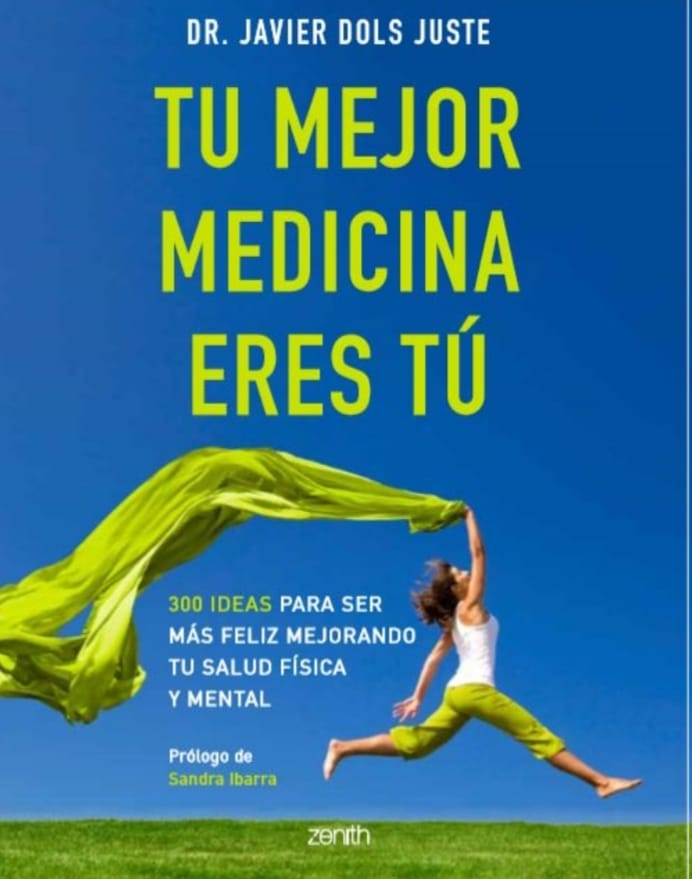 DR. JAVIER DOLS JUSTE
TU MEJOR
MEDICINA
ERES TÚ
300 IDEAS PARA SER
MÁS FELIZ MEJORANDO
TU SALUD FÍSICA
Y MENTAL
Prólogo de
Sandra Ibarra
zenith